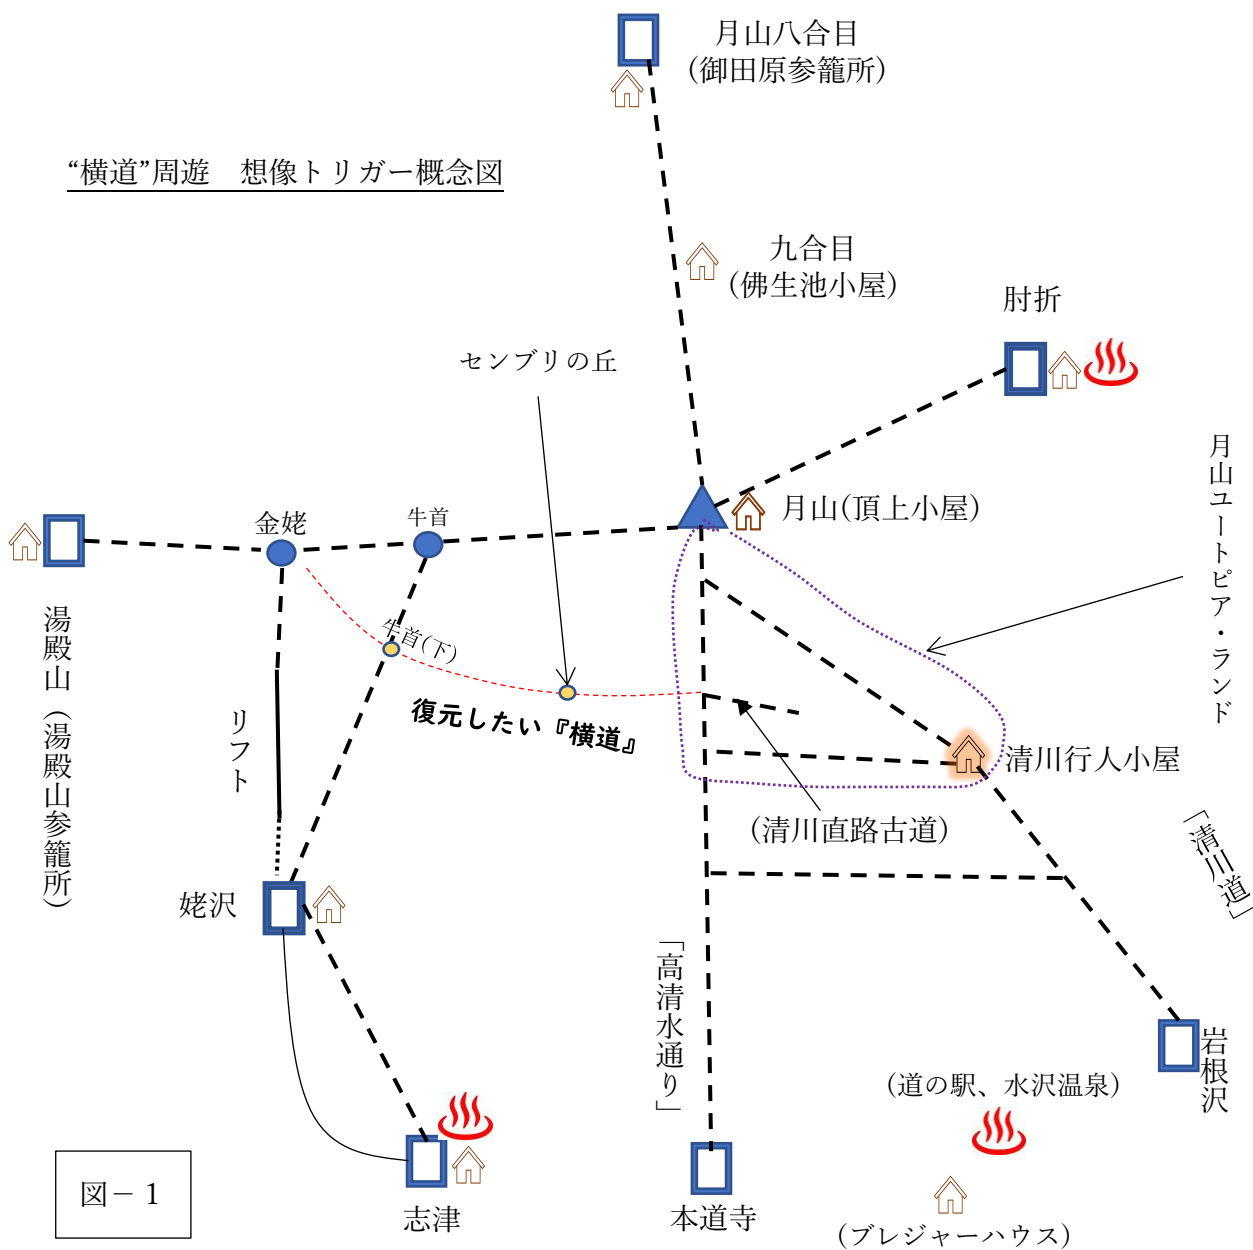 月山八合目
(御田原参籠所)
“横道”周遊　想像トリガー概念図
九合目
(佛生池小屋)
肘折
センブリの丘
月山ユートピア・ランド
月山(頂上小屋)
金姥
牛首
湯殿山(湯殿山参籠所)
牛首(下)
復元したい『横道』
リフト
清川行人小屋
(清川直路古道)
「清川道」
姥沢
「高清水通り」
岩根沢
(道の駅、水沢温泉)
図－1
志津
本道寺
(ブレジャーハウス)